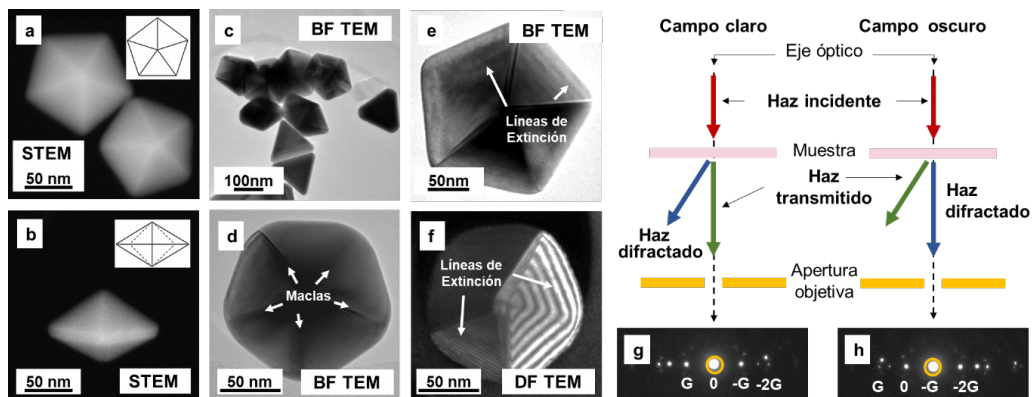 a
STEM
50 nm
b
50 nm
STEM
c
BF TEM
100nm
d
Maclas
50 nm
BF TEM
e
BF TEM
Líneas de
Extinción
50nm
f
Líneas de
Extinción
50 nm
DF TEM
Campo claro
Campo oscuro
Eje óptico
Haz incidente
Muestra
Haz
transmitido
Haz
difractado
Haz
difractado
Apertura
objetiva
g
G 0 -G -2G
h
G 0 -G -2G